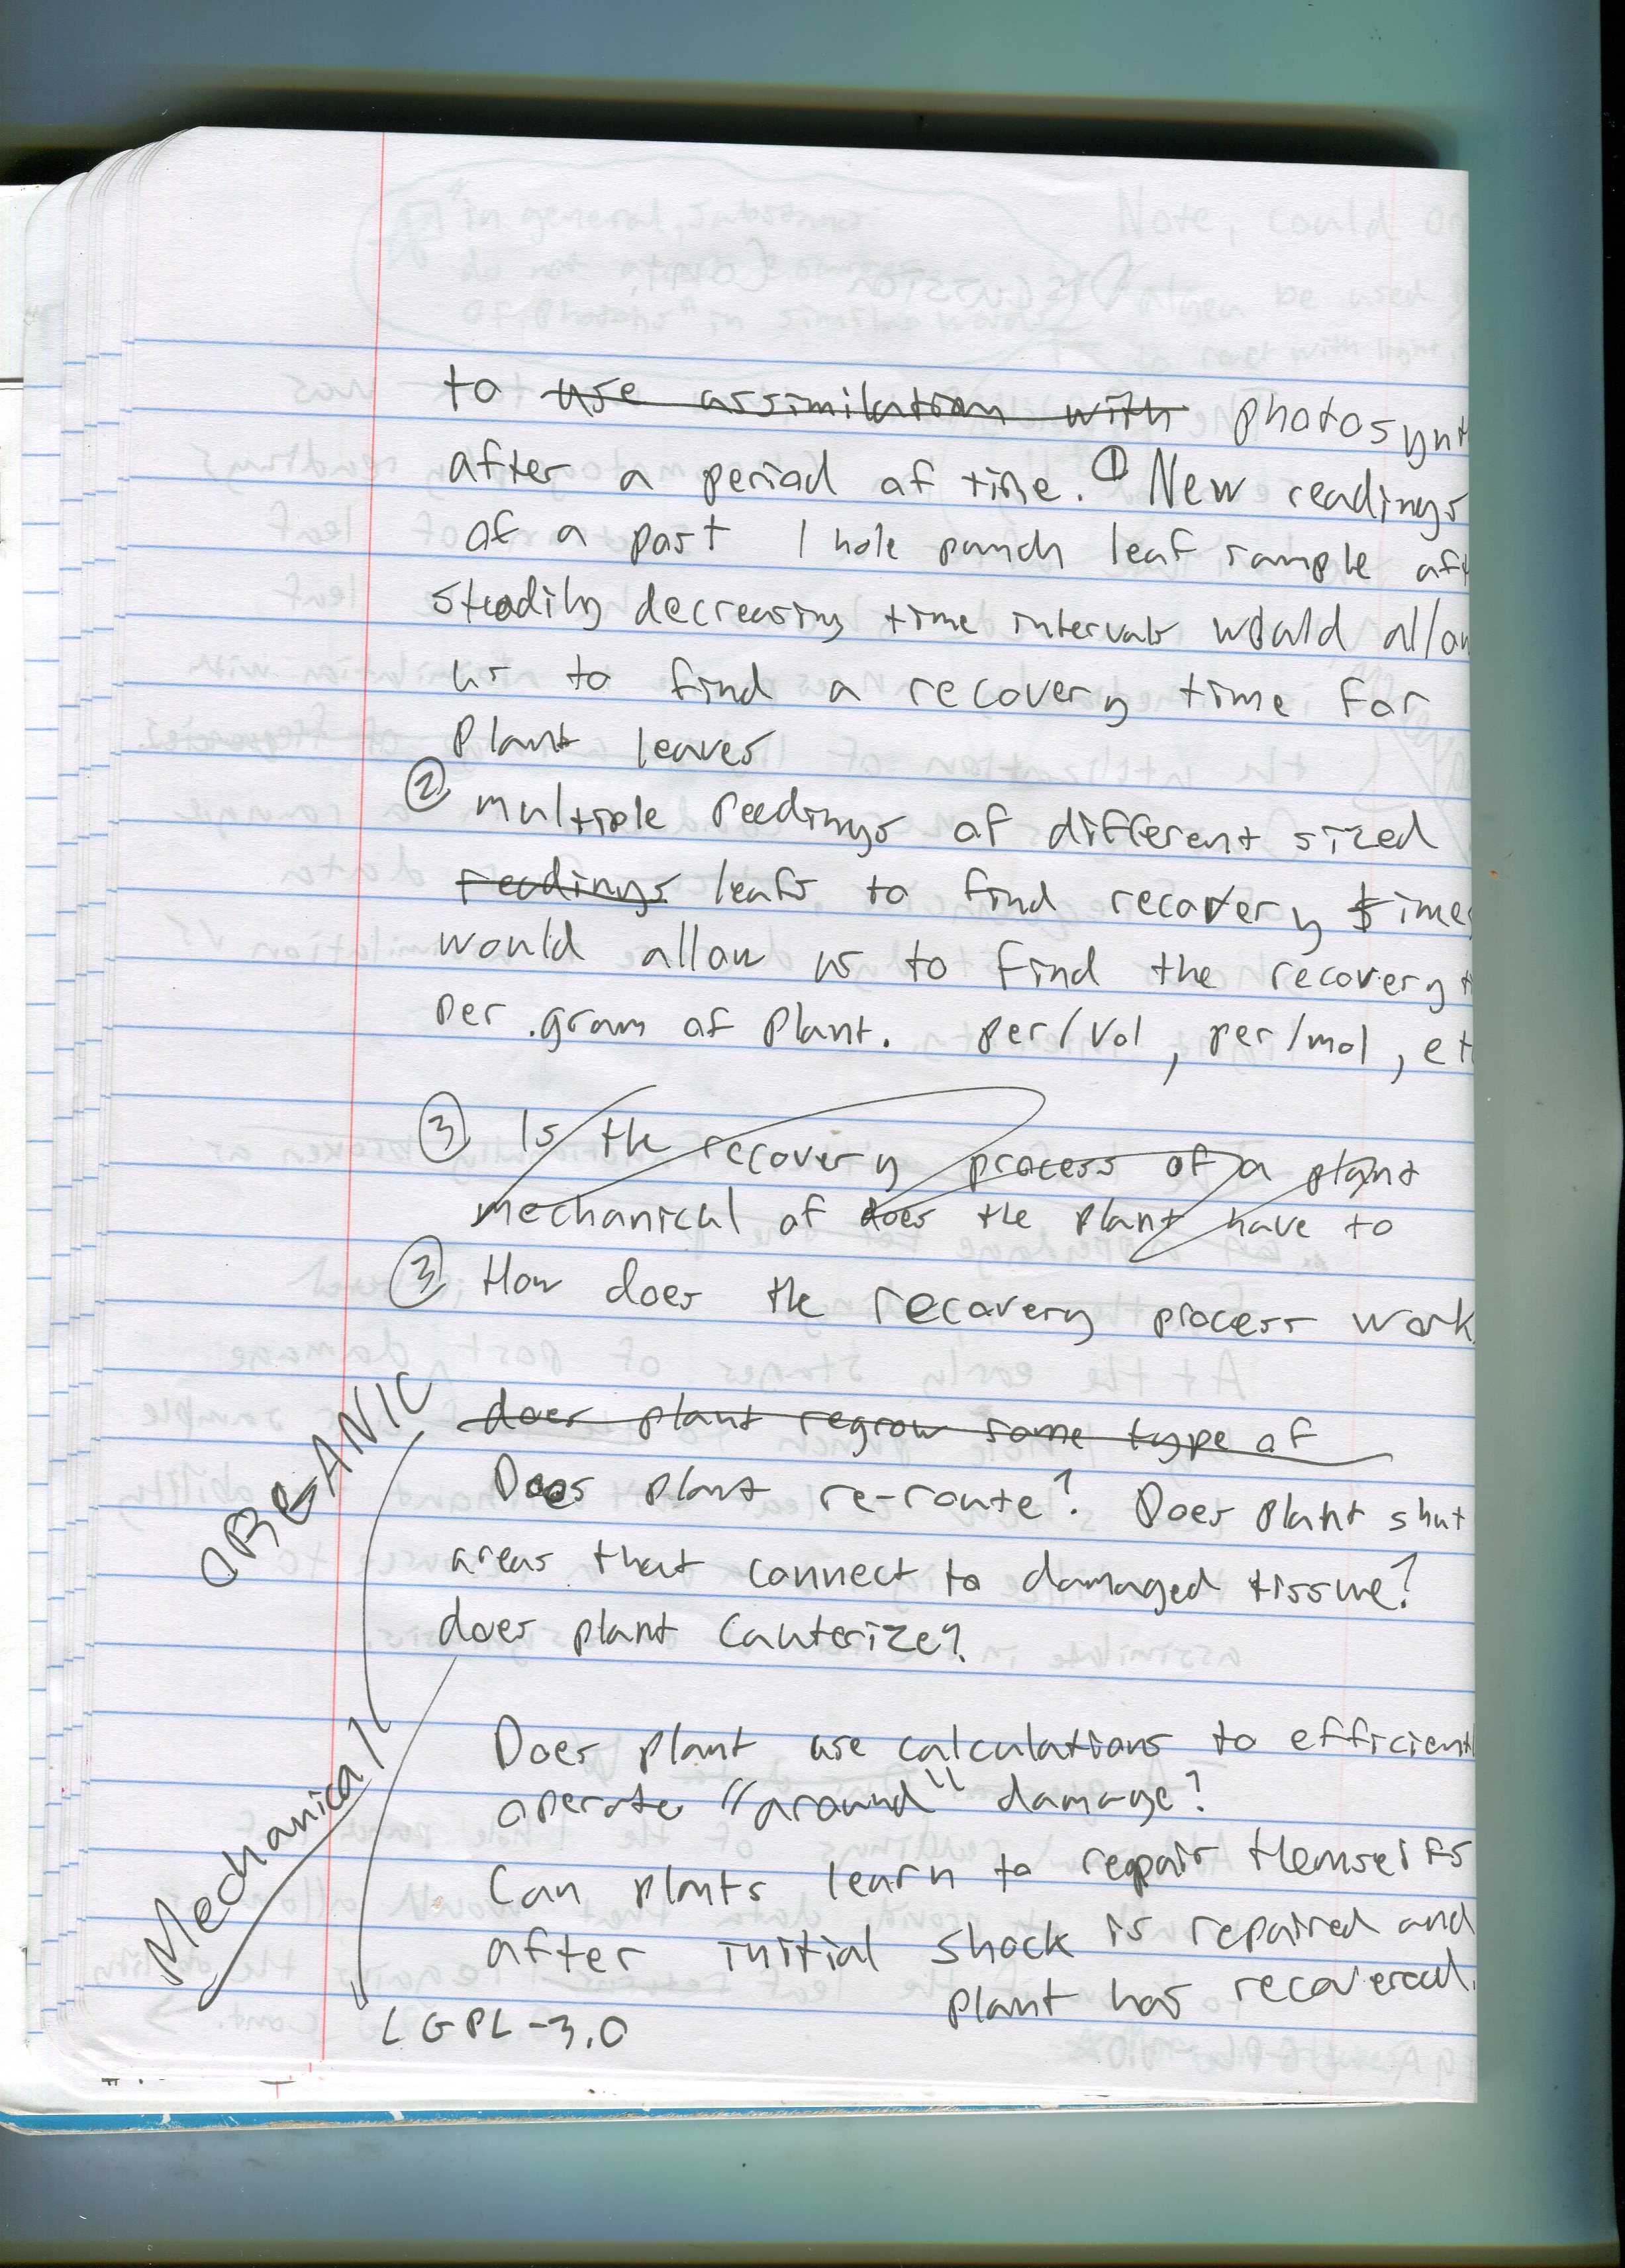 to use assimilation with photosynt
after a period of time. ① New readings
of a past 1 hole punch leaf sample aft
steadily decreasing time intervals would allow
us to find a recovery time for
plant leaves
② multiple readings of different sized
readings leafs to find recovery times
would allow us to find the recovery t
per gram of plant. per/vol, per/mol, et
③ Is the recovery process of a plant
mechanical of does the plant have to
③ How does the recovery process work
ORGANIC
does plant regrow some type of
Does plant re-route? Does plant shut
areas that connect to damaged tissue?
does plant cauterize?
Mechanical
Does plant use calculations to efficient
operate "around" damage?
Can plants learn to repair themselfs
after initial shock is repaired and
plant has recovered.
LGPL-3.0